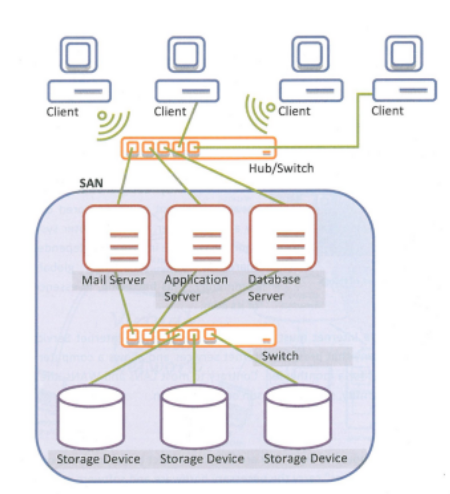 Client
Client
Client
Client
Hub/Switch
SAN
Mail Server
Application
Server
Database
Server
Switch
Storage Device
Storage Device
Storage Device